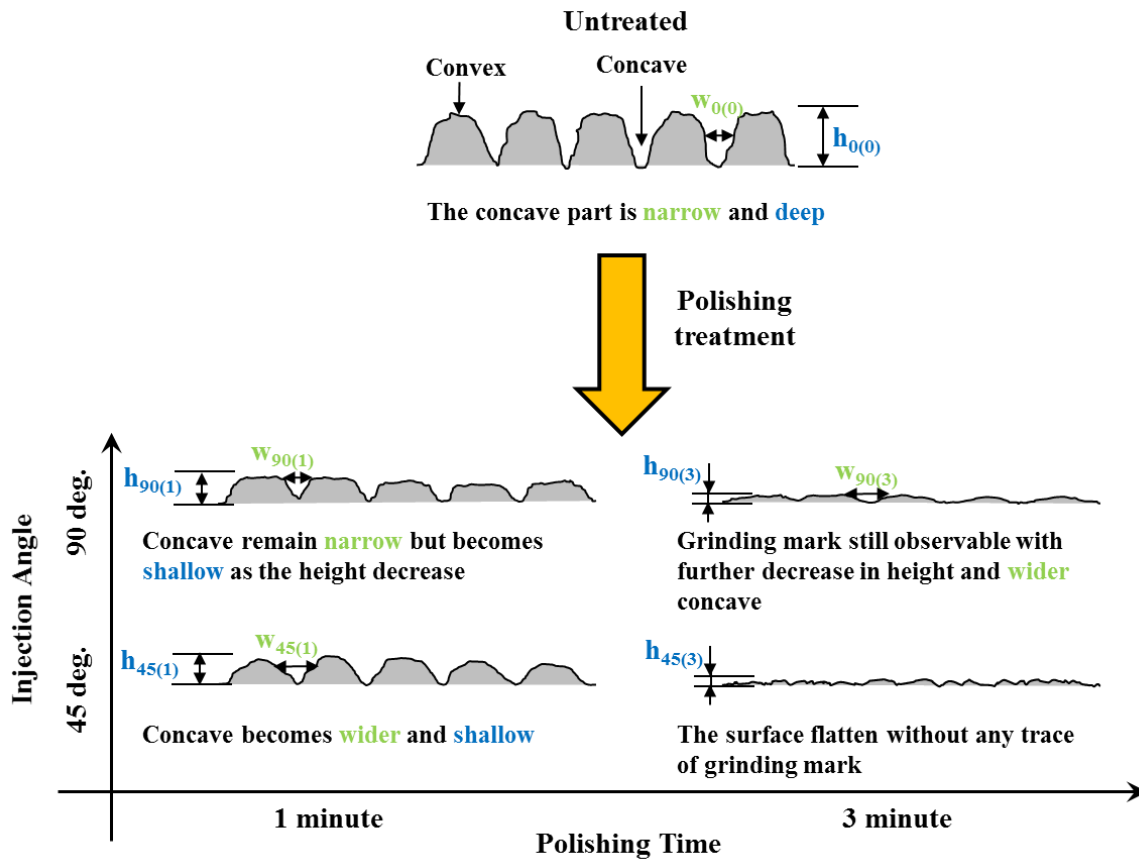 Untreated
Convex
Concave
w0(0)
h0(0)
The concave part is narrow and deep
Polishing
treatment
Injection Angle
90 deg.
45 deg.
h90(1)
w90(1)
Concave remain narrow but becomes
shallow as the height decrease
h90(3)
w90(3)
Grinding mark still observable with
further decrease in height and wider
concave
h45(1)
w45(1)
Concave becomes wider and shallow
h45(3)
The surface flatten without any trace
of grinding mark
1 minute
3 minute
Polishing Time